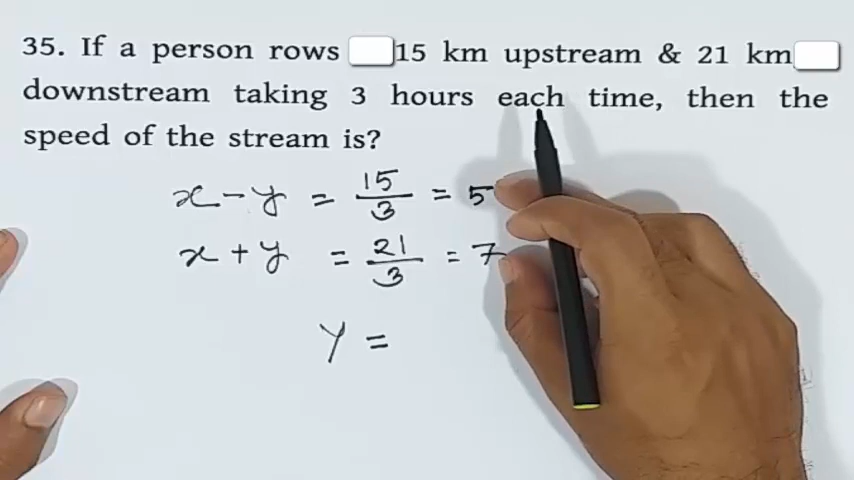 35. If a person rows 15 km upstream & 21 km
downstream taking 3 hours each time, then the
speed of the stream is?
x - y = 15/3 = 5
x + y = 21/3 = 7
y =